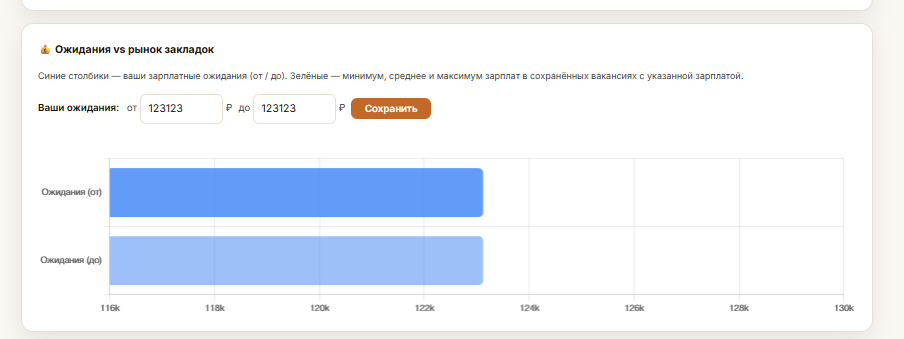 💰 Ожидания vs рынок закладок
Синие столбики — ваши зарплатные ожидания (от / до). Зелёные — минимум, среднее и максимум зарплат в сохранённых вакансиях с указанной зарплатой.
Ваши ожидания: от 123123 ₽ до 123123 ₽ Сохранить
Ожидания (от)
Ожидания (до)
116k 118k 120k 122k 124k 126k 128k 130k